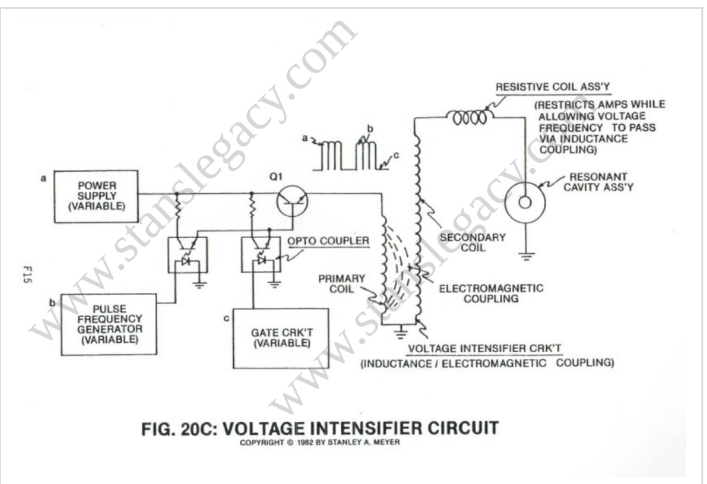 www.stanslegacy.com
www.stanslegacy.com
RESISTIVE COIL ASS'Y
(RESTRICTS AMPS WHILE
ALLOWING VOLTAGE
FREQUENCY TO PASS
VIA INDUCTANCE
COUPLING)
a
b
c
Q1
a
POWER
SUPPLY
(VARIABLE)
RESONANT
CAVITY ASS'Y
OPTO COUPLER
SECONDARY
COIL
F15
PRIMARY
COIL
ELECTROMAGNETIC
COUPLING
b
PULSE
FREQUENCY
GENERATOR
(VARIABLE)
c
GATE CRK'T
(VARIABLE)
VOLTAGE INTENSIFIER CRK'T
(INDUCTANCE / ELECTROMAGNETIC COUPLING)
FIG. 20C: VOLTAGE INTENSIFIER CIRCUIT
COPYRIGHT © 1982 BY STANLEY A. MEYER